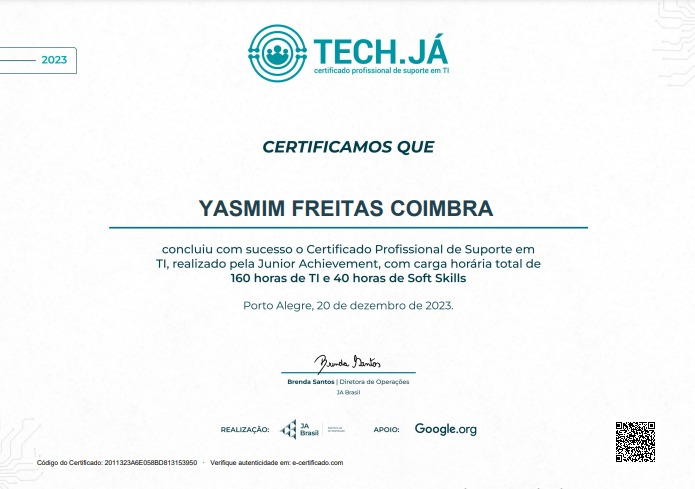 2023
TECH.JÁ
certificado profissional de suporte em TI
CERTIFICAMOS QUE
YASMIM FREITAS COIMBRA
concluiu com sucesso o Certificado Profissional de Suporte em
TI, realizado pela Junior Achievement, com carga horária total de
160 horas de TI e 40 horas de Soft Skills
Porto Alegre, 20 de dezembro de 2023.
Brenda Santos
Brenda Santos | Diretora de Operações
JA Brasil
REALIZAÇÃO: JA Brasil APOIO: Google.org
Código do Certificado: 2011323A6E058BD813153950 · Verifique autenticidade em: e-certificado.com